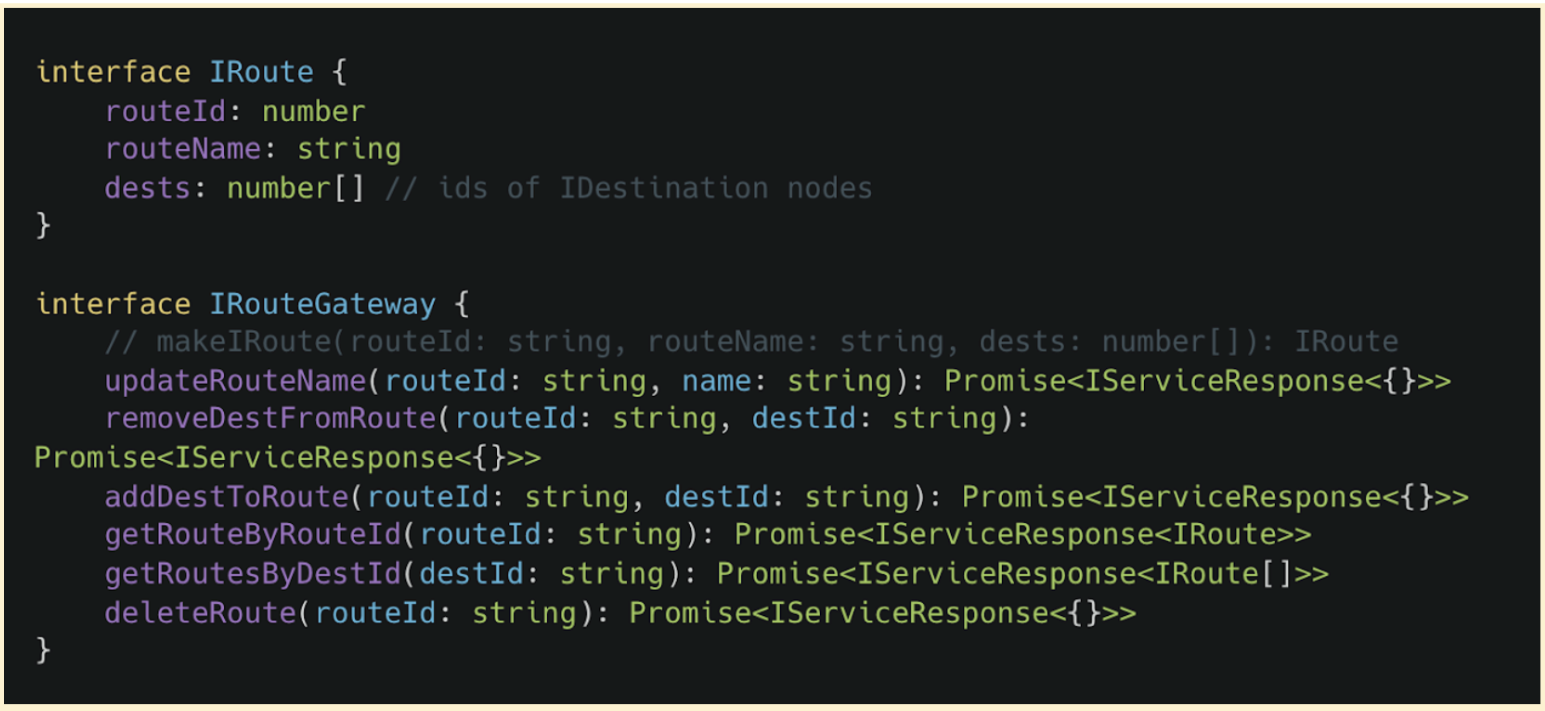 interface IRoute {
    routeId: number
    routeName: string
    dests: number[] // ids of IDestination nodes
}

interface IRouteGateway {
    // makeIRoute(routeId: string, routeName: string, dests: number[]): IRoute
    updateRouteName(routeId: string, name: string): Promise<IServiceResponse<{}>>
    removeDestFromRoute(routeId: string, destId: string):
Promise<IServiceResponse<{}>>
    addDestToRoute(routeId: string, destId: string): Promise<IServiceResponse<{}>>
    getRouteByRouteId(routeId: string): Promise<IServiceResponse<IRoute>>
    getRoutesByDestId(destId: string): Promise<IServiceResponse<IRoute[]>>
    deleteRoute(routeId: string): Promise<IServiceResponse<{}>>
}